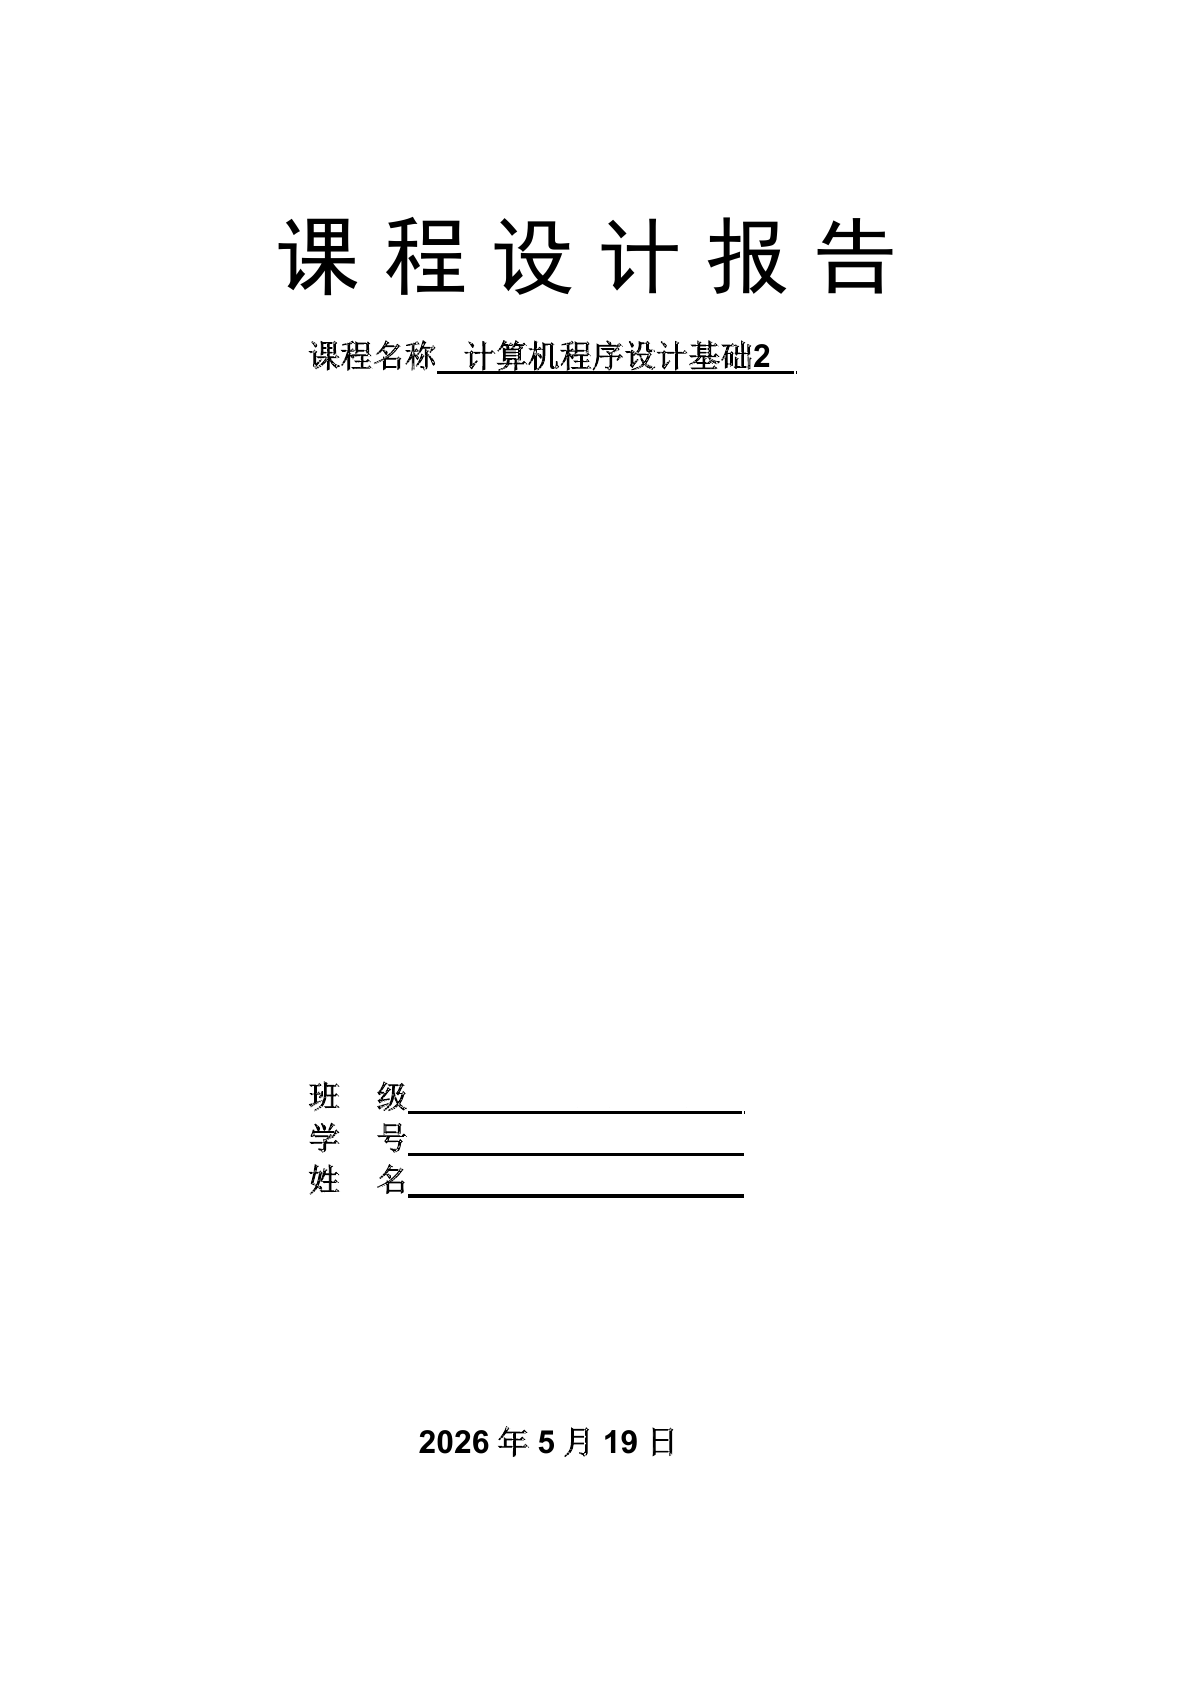 课程设计报告
课程名称 计算机程序设计基础2
班 级
学 号
姓 名
2026 年 5 月 19 日